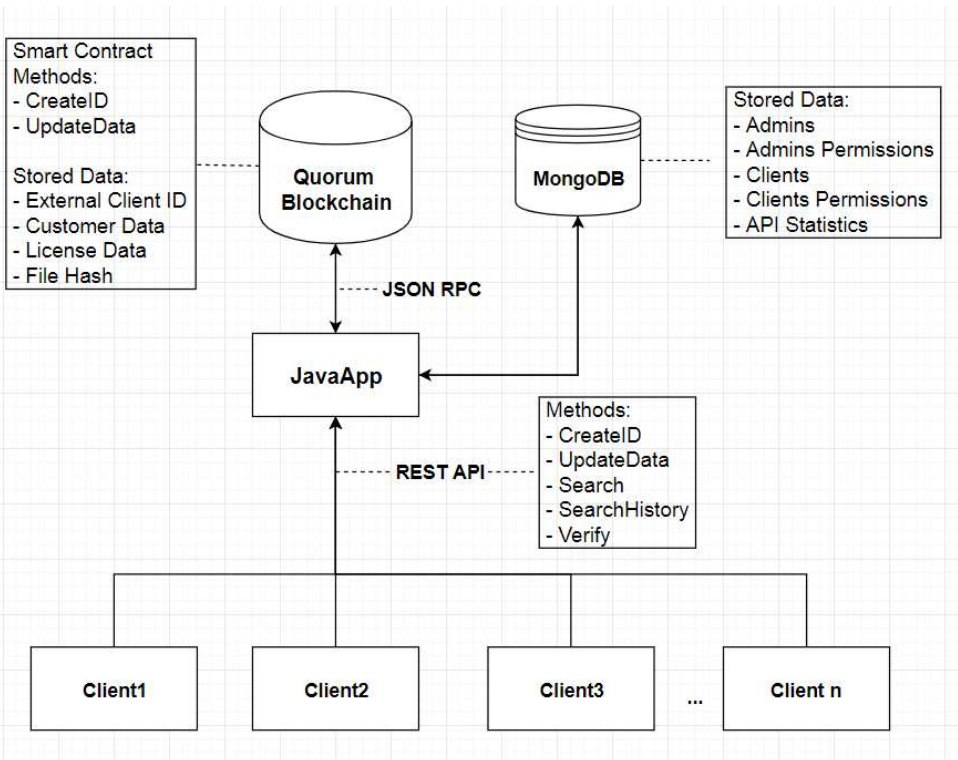 Smart Contract
Methods:
- CreateID
- UpdateData
Stored Data:
- External Client ID
- Customer Data
- License Data
- File Hash
Quorum
Blockchain
MongoDB
Stored Data:
- Admins
- Admins Permissions
- Clients
- Clients Permissions
- API Statistics
JSON RPC
JavaApp
REST API
Methods:
- CreateID
- UpdateData
- Search
- SearchHistory
- Verify
Client1
Client2
Client3
...
Client n